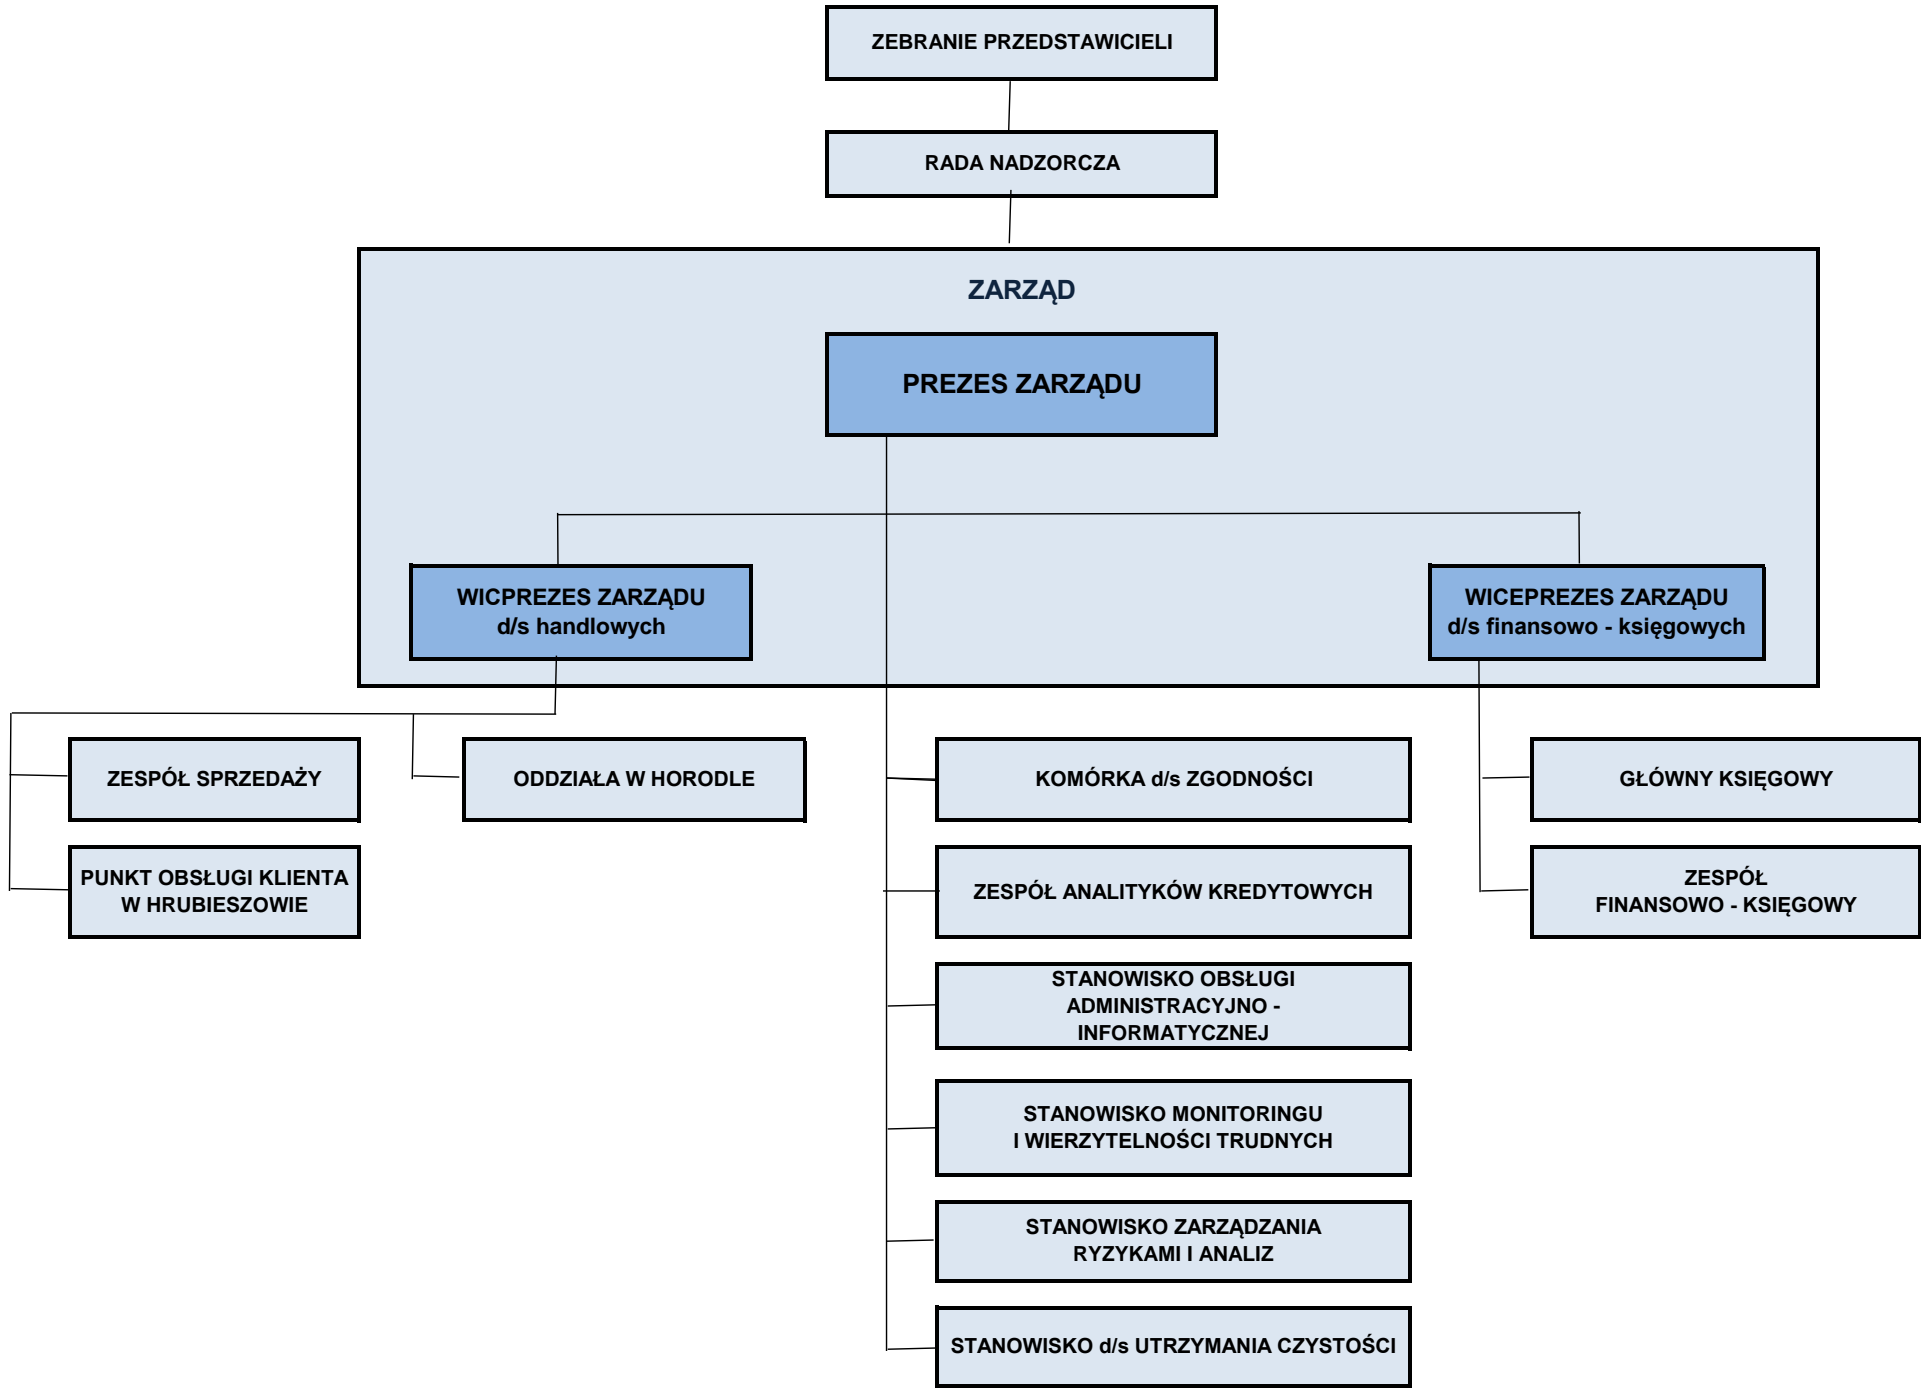 ZEBRANIE PRZEDSTAWICIELI
RADA NADZORCZA
ZARZĄD
PREZES ZARZĄDU
WICPREZES ZARZĄDU
d/s handlowych
WICEPREZES ZARZĄDU
d/s finansowo - księgowych
ZESPÓŁ SPRZEDAŻY
ODDZIAŁA W HORODLE
KOMÓRKA d/s ZGODNOŚCI
GŁÓWNY KSIĘGOWY
PUNKT OBSŁUGI KLIENTA
W HRUBIESZOWIE
ZESPÓŁ ANALITYKÓW KREDYTOWYCH
ZESPÓŁ
FINANSOWO - KSIĘGOWY
STANOWISKO OBSŁUGI
ADMINISTRACYJNO -
INFORMATYCZNEJ
STANOWISKO MONITORINGU
I WIERZYTELNOŚCI TRUDNYCH
STANOWISKO ZARZĄDZANIA
RYZYKAMI I ANALIZ
STANOWISKO d/s UTRZYMANIA CZYSTOŚCI